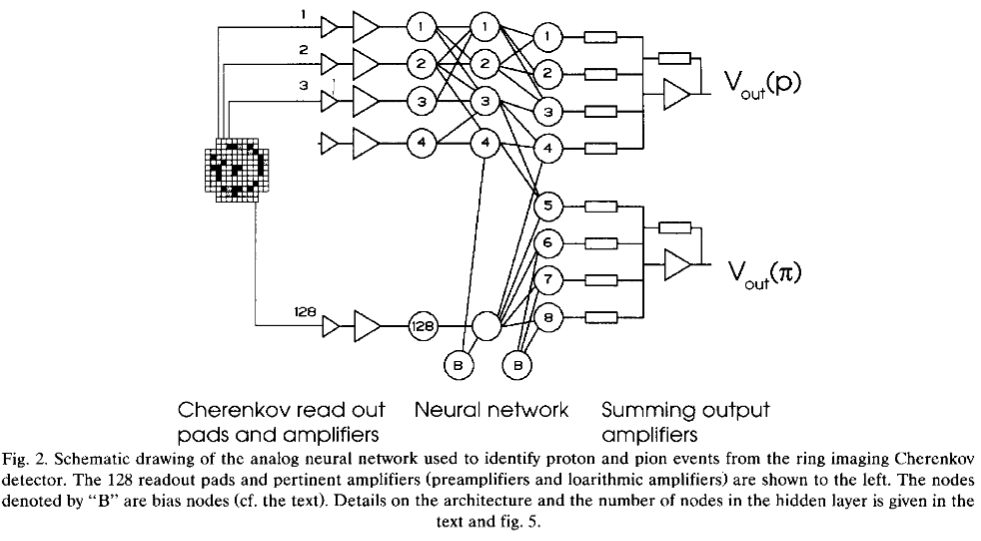 1
2
3
128
1
2
3
4
128
1
2
3
4
B
1
2
3
4
5
6
7
8
B
Vout(p)
Vout(π)
Cherenkov read out
pads and amplifiers
Neural network
Summing output
amplifiers
Fig. 2. Schematic drawing of the analog neural network used to identify proton and pion events from the ring imaging Cherenkov
detector. The 128 readout pads and pertinent amplifiers (preamplifiers and loarithmic amplifiers) are shown to the left. The nodes
denoted by “B” are bias nodes (cf. the text). Details on the architecture and the number of nodes in the hidden layer is given in the
text and fig. 5.